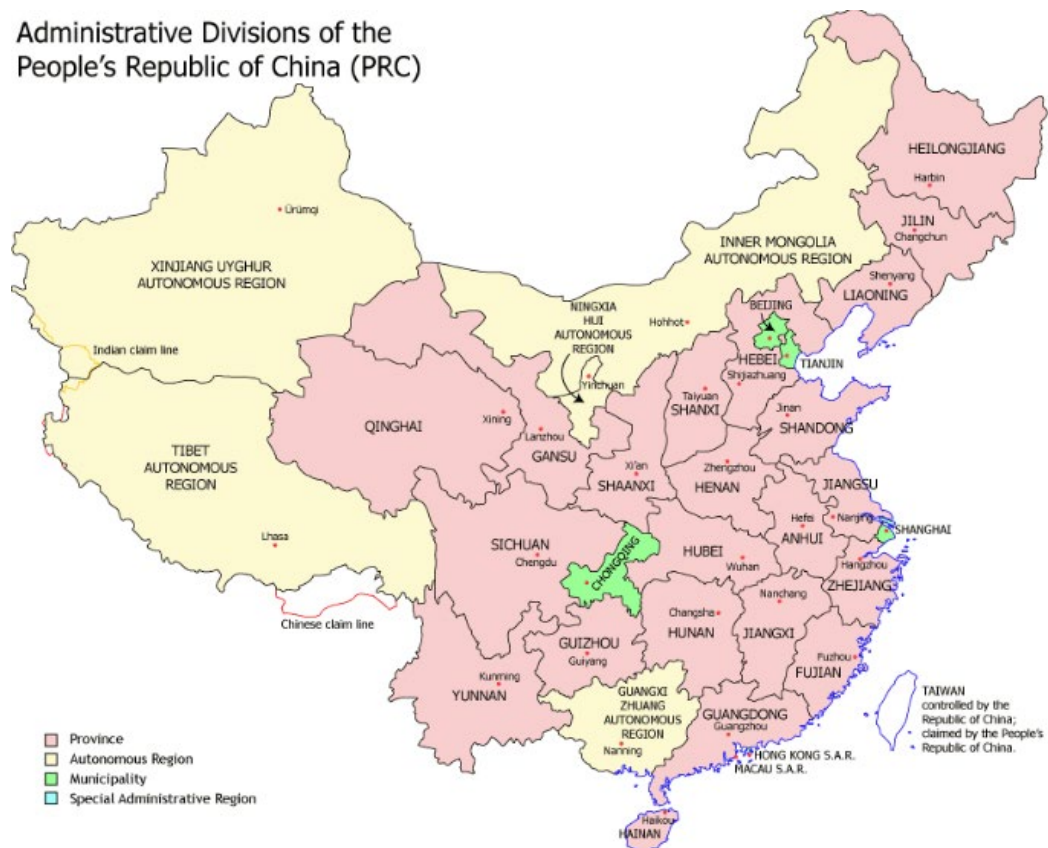 Administrative Divisions of the
People's Republic of China (PRC)
HEILONGJIANG
Harbin
JILIN
Changchun
Ürümqi
INNER MONGOLIA
AUTONOMOUS REGION
XINJIANG UYGHUR
AUTONOMOUS REGION
Shenyang
LIAONING
NINGXIA
HUI
AUTONOMOUS
REGION
BEIJING
Hohhot
Indian claim line
HEBEI
TIANJIN
Yinchuan
Shijiazhuang
Taiyuan
SHANXI
Jinan
SHANDONG
QINGHAI
Xining
Lanzhou
GANSU
TIBET
AUTONOMOUS
REGION
Xi'an
SHAANXI
Zhengzhou
HENAN
JIANGSU
Hefei
ANHUI
Nanjing
SHANGHAI
Lhasa
SICHUAN
Chengdu
CHONGQING
HUBEI
Wuhan
Hangzhou
ZHEJIANG
Chinese claim line
Nanchang
JIANGXI
Changsha
HUNAN
GUIZHOU
Guiyang
Fuzhou
FUJIAN
Kunming
YUNNAN
GUANGXI
ZHUANG
AUTONOMOUS
REGION
Nanning
GUANGDONG
Guangzhou
TAIWAN
controlled by the
Republic of China;
claimed by the People's
Republic of China.
HONG KONG S.A.R.
MACAU S.A.R.
Haikou
HAINAN
Province
Autonomous Region
Municipality
Special Administrative Region